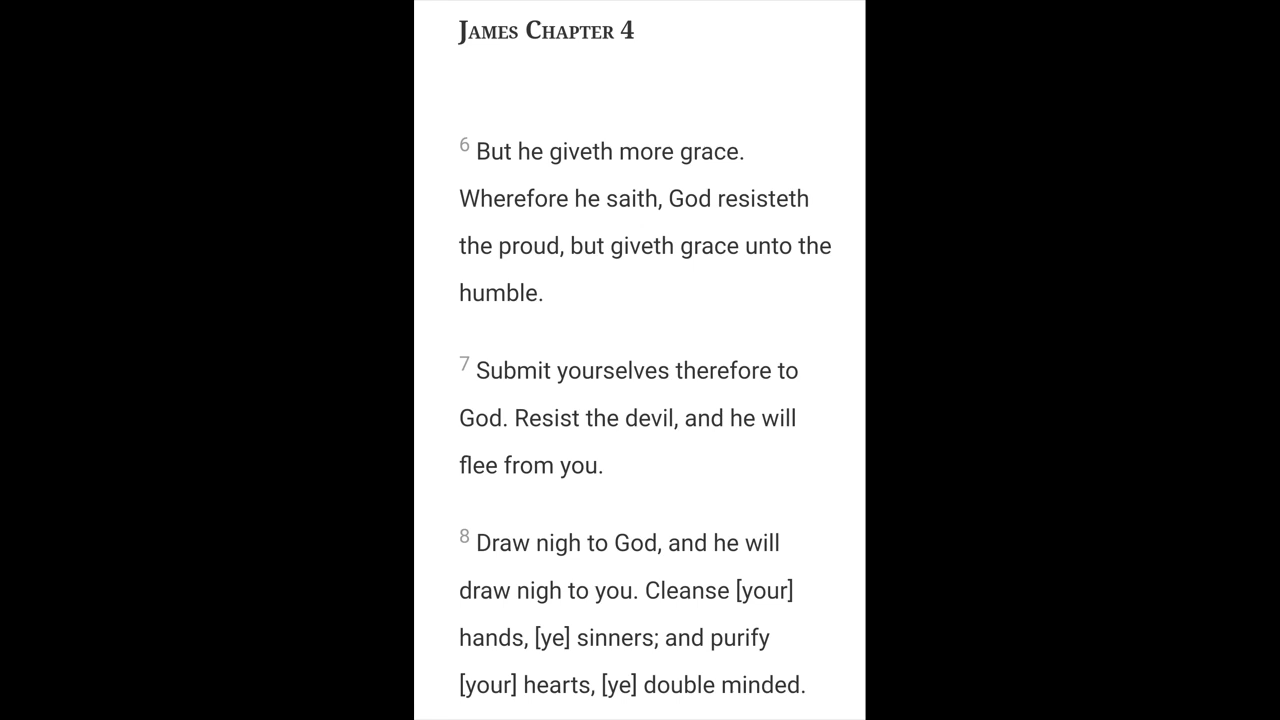 James Chapter 4
6 But he giveth more grace.
Wherefore he saith, God resisteth
the proud, but giveth grace unto the
humble.
7 Submit yourselves therefore to
God. Resist the devil, and he will
flee from you.
8 Draw nigh to God, and he will
draw nigh to you. Cleanse [your]
hands, [ye] sinners; and purify
[your] hearts, [ye] double minded.